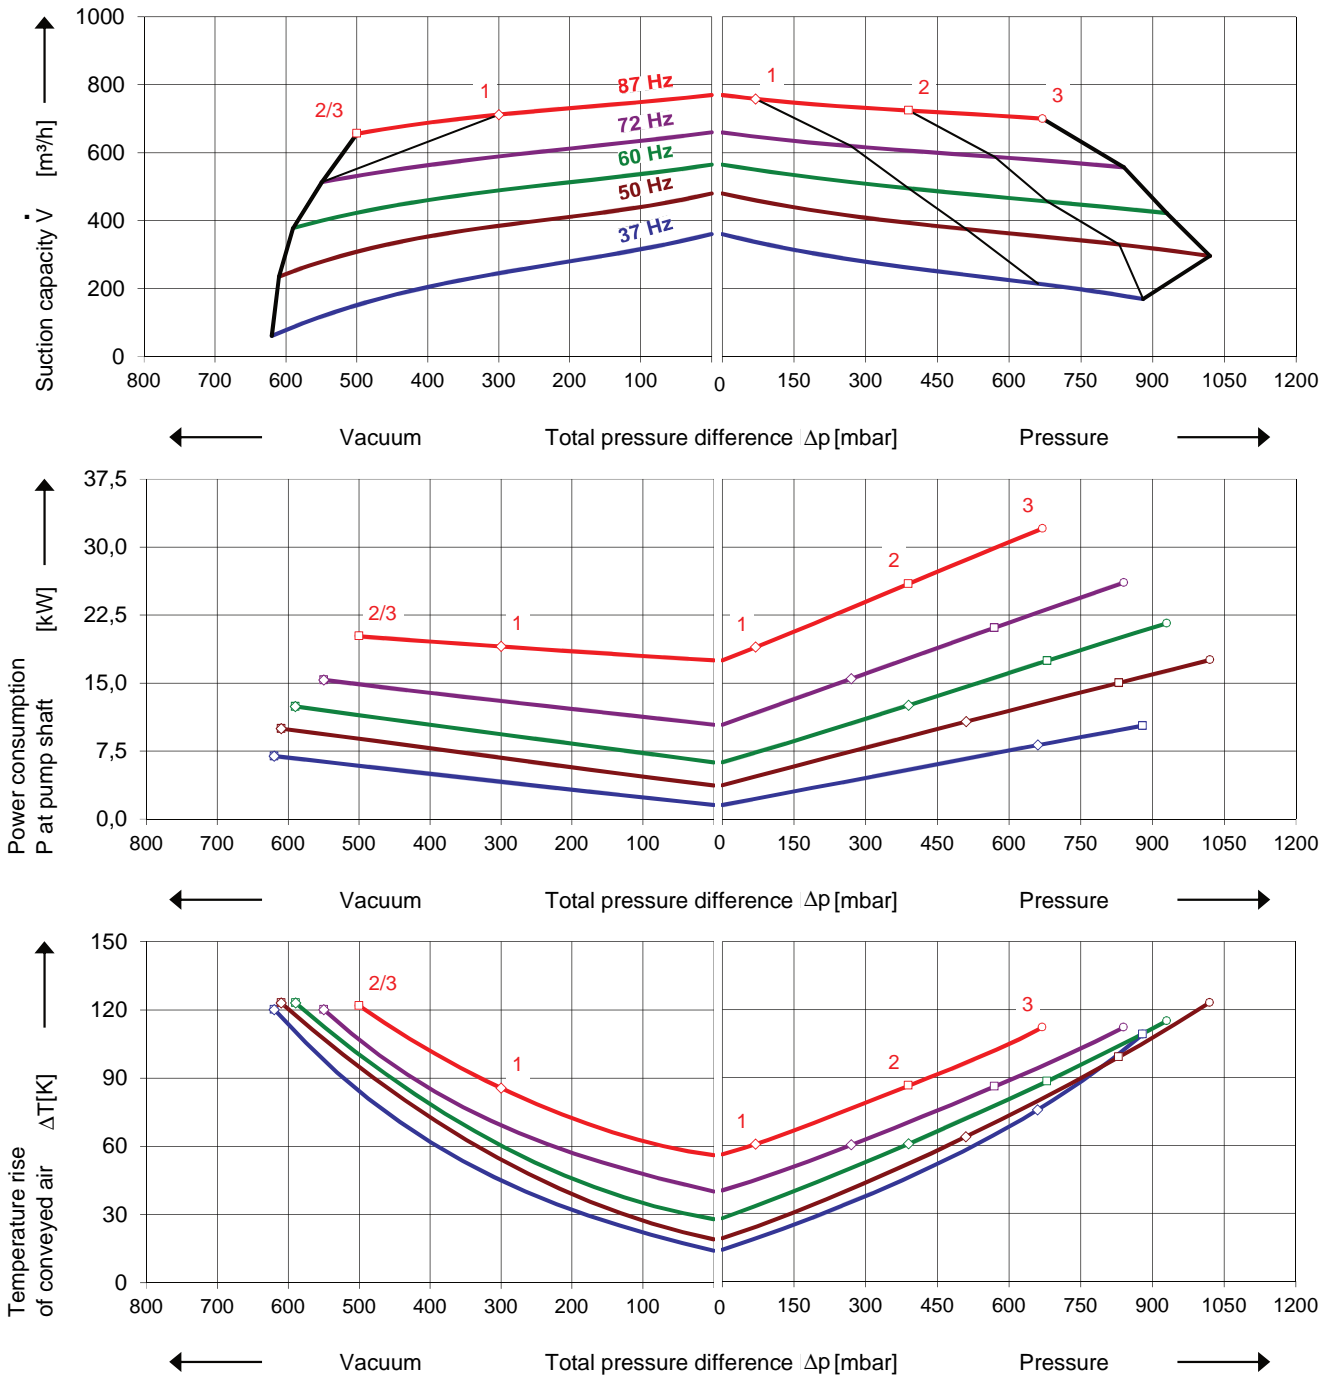 1000
800
600
400
200
0
Suction capacity V̇ [m³/h]
2/3
1
87 Hz
72 Hz
60 Hz
50 Hz
37 Hz
1
2
3
800 700 600 500 400 300 200 100 0 150 300 450 600 750 900 1050 1200
Vacuum Total pressure difference Δp [mbar] Pressure
37,5
30,0
22,5
15,0
7,5
0,0
Power consumption
P at pump shaft [kW]
2/3
1
1
2
3
800 700 600 500 400 300 200 100 0 150 300 450 600 750 900 1050 1200
Vacuum Total pressure difference Δp [mbar] Pressure
150
120
90
60
30
0
Temperature rise
of conveyed air ΔT[K]
2/3
1
1
2
3
800 700 600 500 400 300 200 100 0 150 300 450 600 750 900 1050 1200
Vacuum Total pressure difference Δp [mbar] Pressure